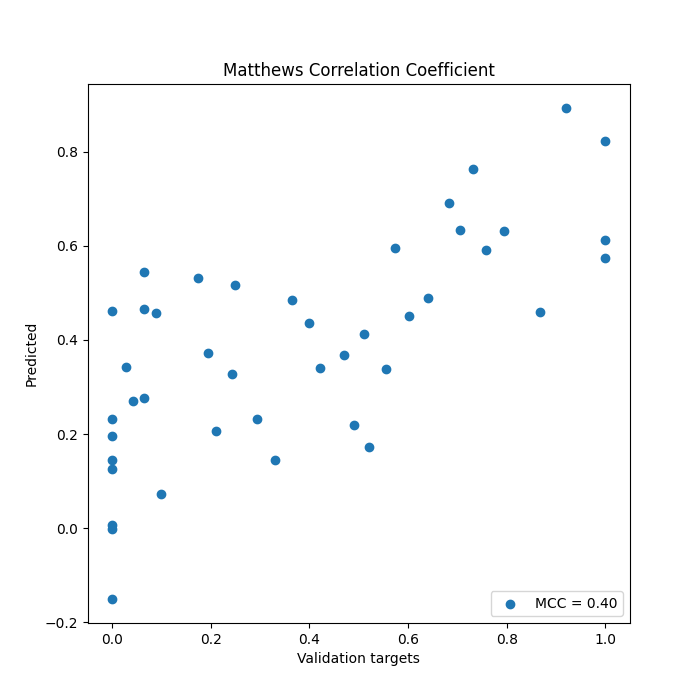 Matthews Correlation Coefficient
0.8
0.6
0.4
0.2
0.0
−0.2
Predicted
MCC = 0.40
0.0 0.2 0.4 0.6 0.8 1.0
Validation targets